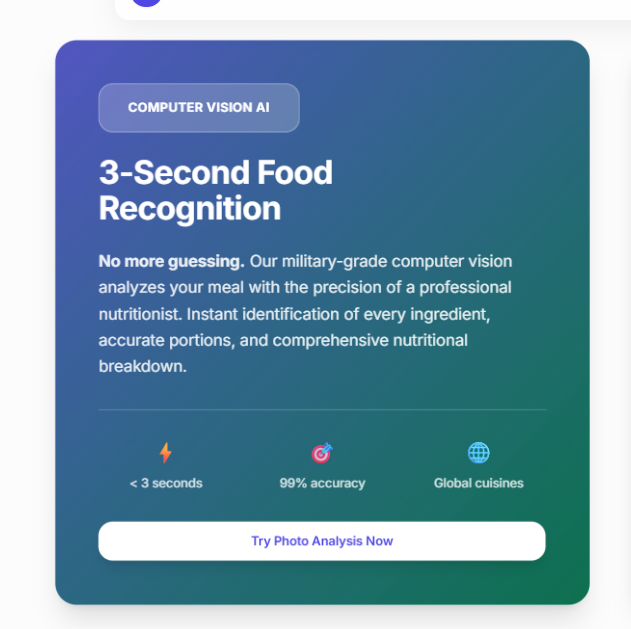 COMPUTER VISION AI
3-Second Food
Recognition
No more guessing. Our military-grade computer vision
analyzes your meal with the precision of a professional
nutritionist. Instant identification of every ingredient,
accurate portions, and comprehensive nutritional
breakdown.
< 3 seconds
99% accuracy
Global cuisines
Try Photo Analysis Now